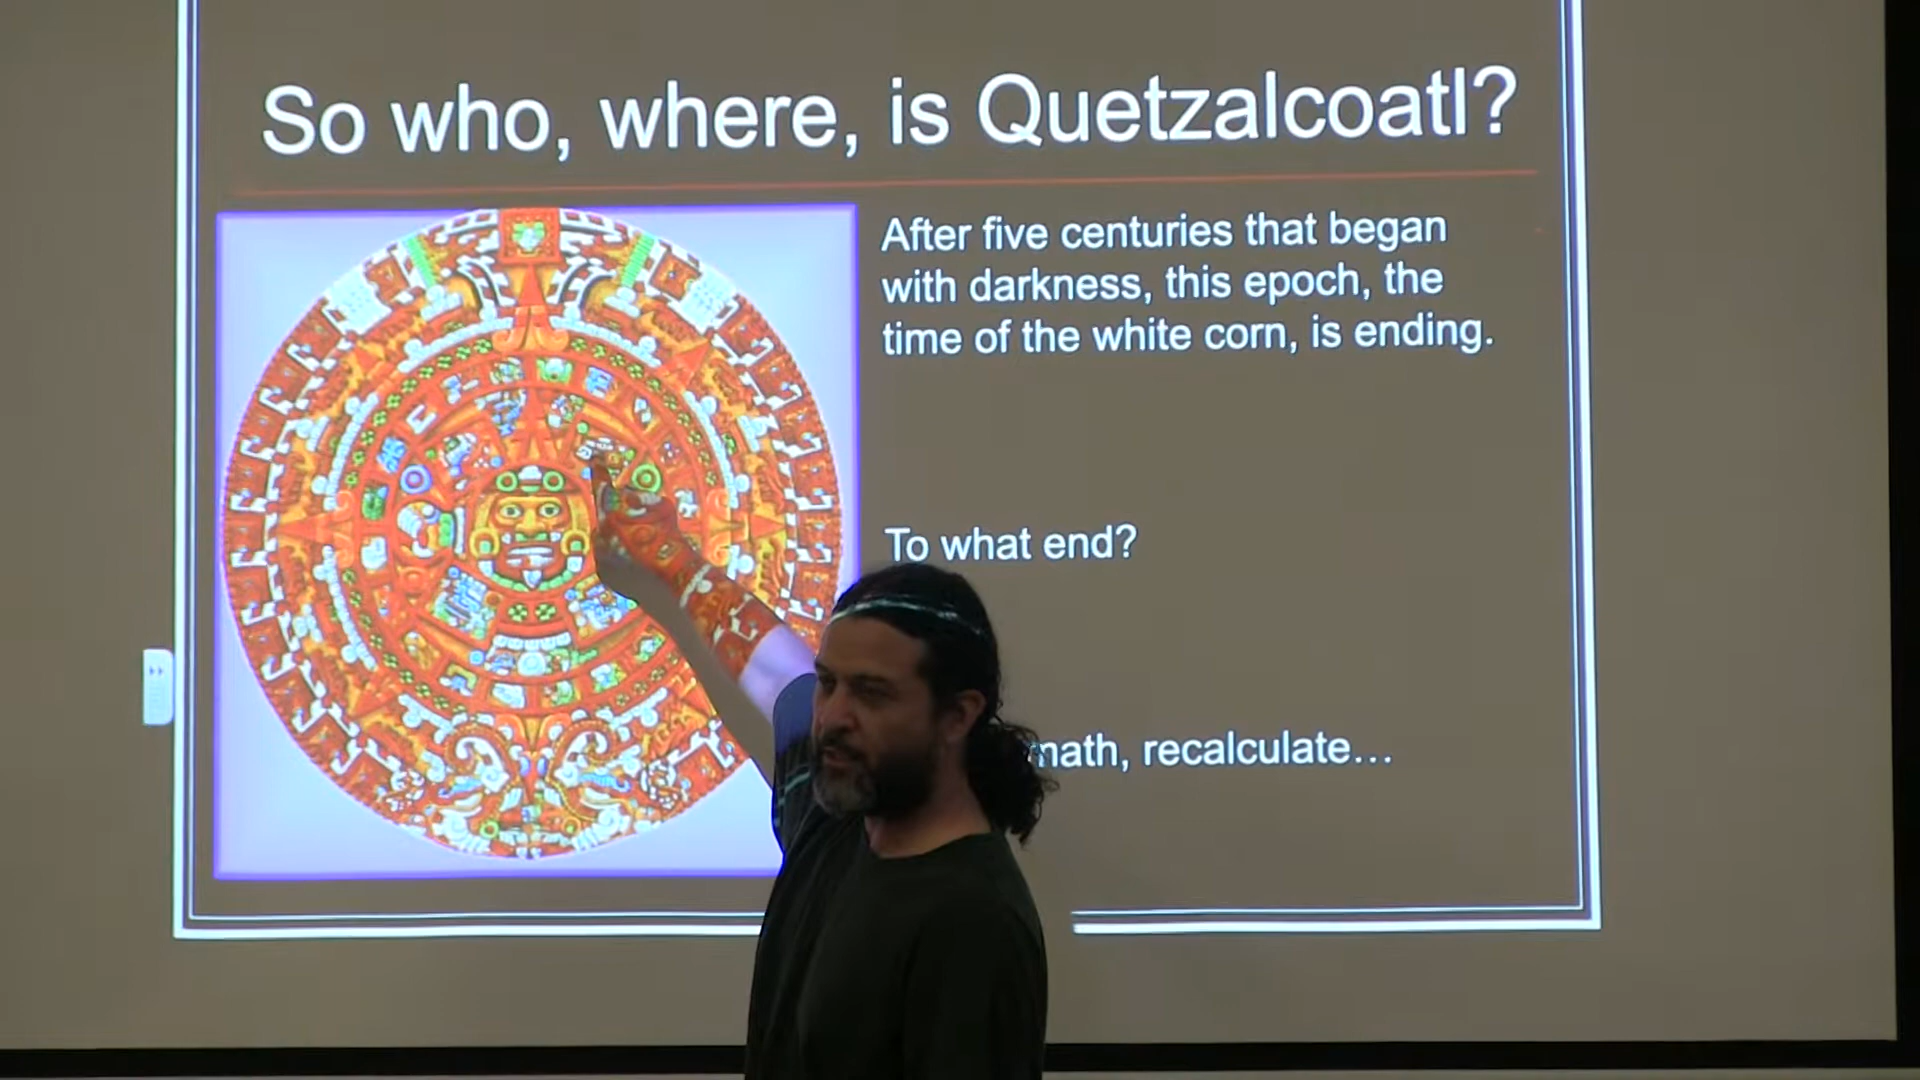 So who, where, is Quetzalcoatl?
After five centuries that began
with darkness, this epoch, the
time of the white corn, is ending.
To what end?
math, recalculate…